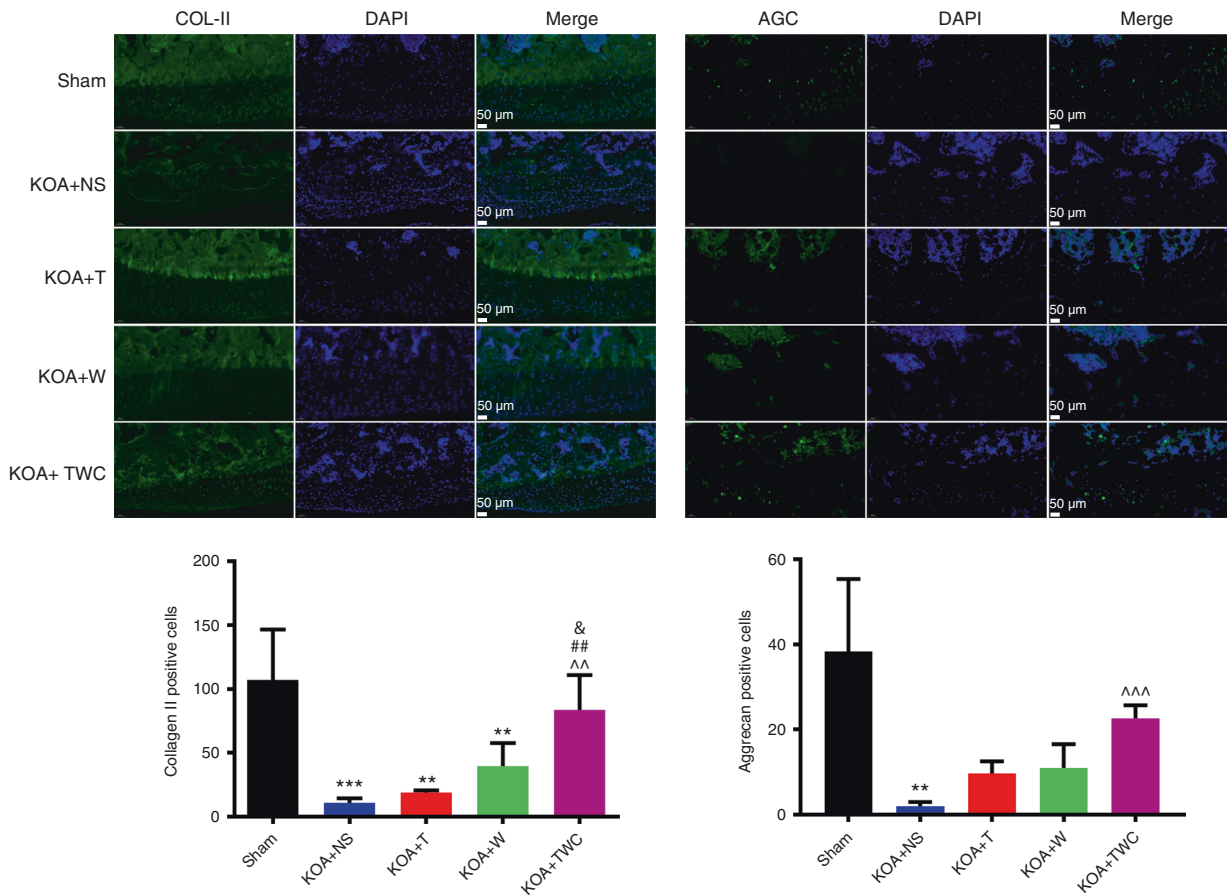 COL-II DAPI Merge AGC DAPI Merge
Sham 50 μm 50 μm
KOA+NS 50 μm 50 μm
KOA+T 50 μm 50 μm
KOA+W 50 μm 50 μm
KOA+ TWC 50 μm 50 μm
Collagen II positive cells
200
150
100
50
0
***
**
**
&
##
^^
Sham KOA+NS KOA+T KOA+W KOA+TWC
Aggrecan positive cells
60
40
20
0
**
^^^
Sham KOA+NS KOA+T KOA+W KOA+TWC